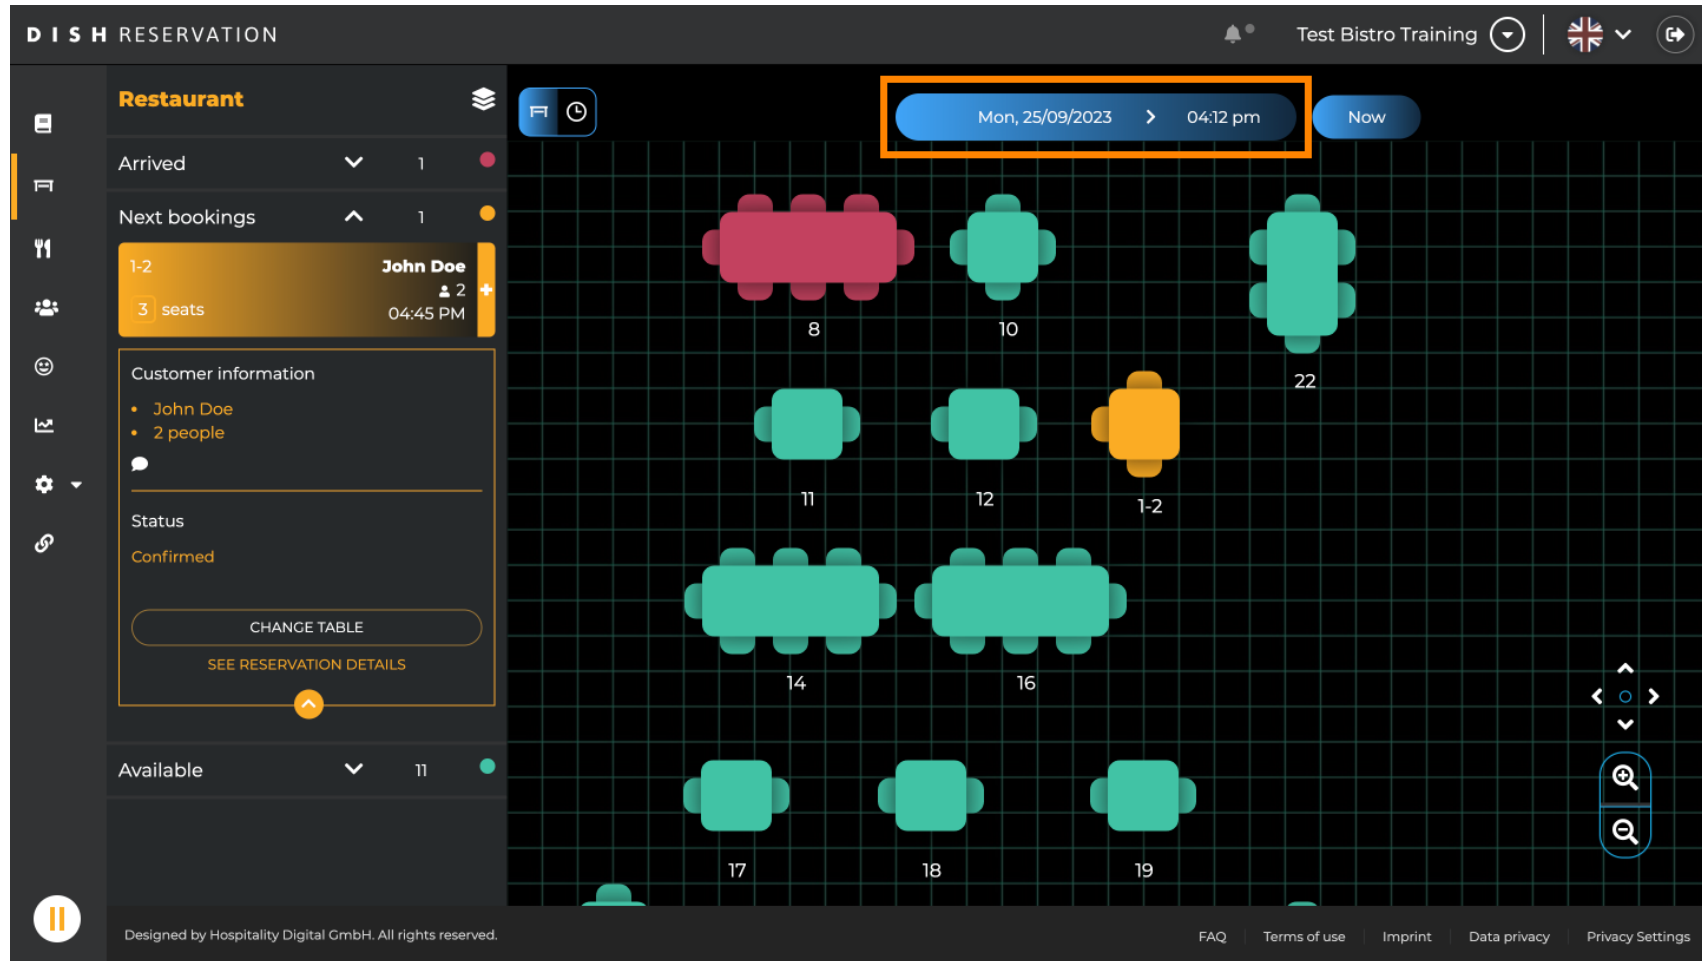 DISH RESERVATION
Test Bistro Training
Restaurant
Mon, 25/09/2023 04:12 pm
Now
Arrived 1
Next bookings 1
1-2 John Doe
2
3 seats 04:45 PM
Customer information
• John Doe
• 2 people
Status
Confirmed
CHANGE TABLE
SEE RESERVATION DETAILS
Available 11
8
10
22
11
12
1-2
14
16
17
18
19
Designed by Hospitality Digital GmbH. All rights reserved.
FAQ
Terms of use
Imprint
Data privacy
Privacy Settings